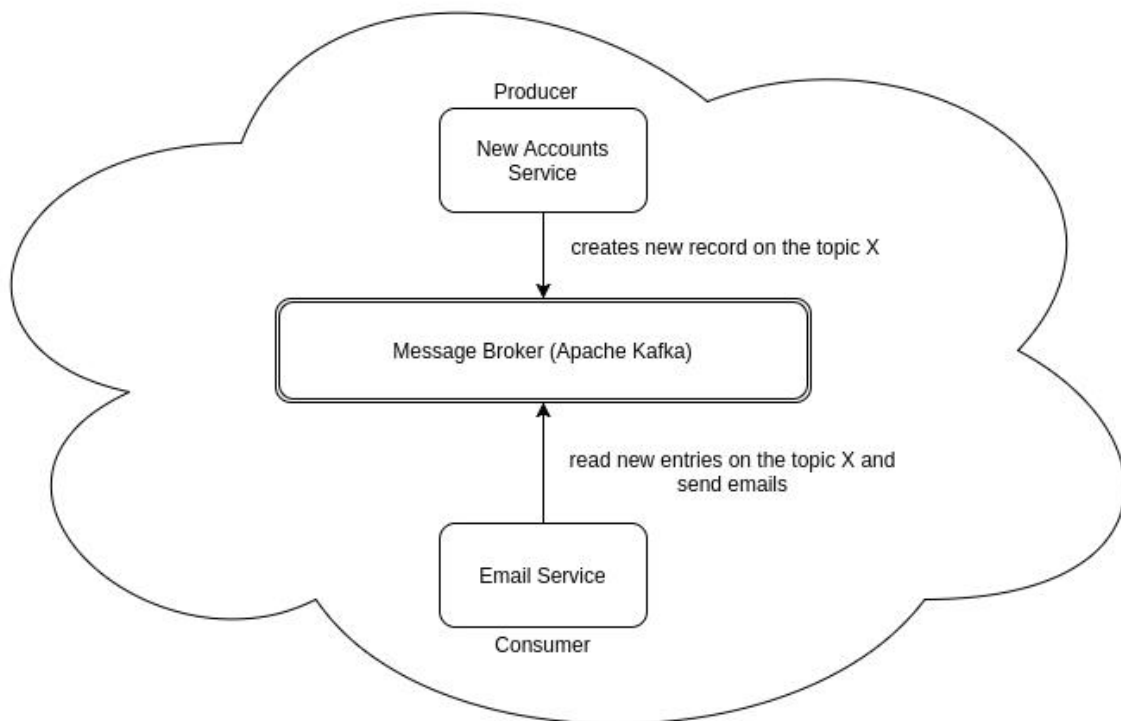 Producer
New Accounts
Service
creates new record on the topic X
Message Broker (Apache Kafka)
read new entries on the topic X and
send emails
Email Service
Consumer